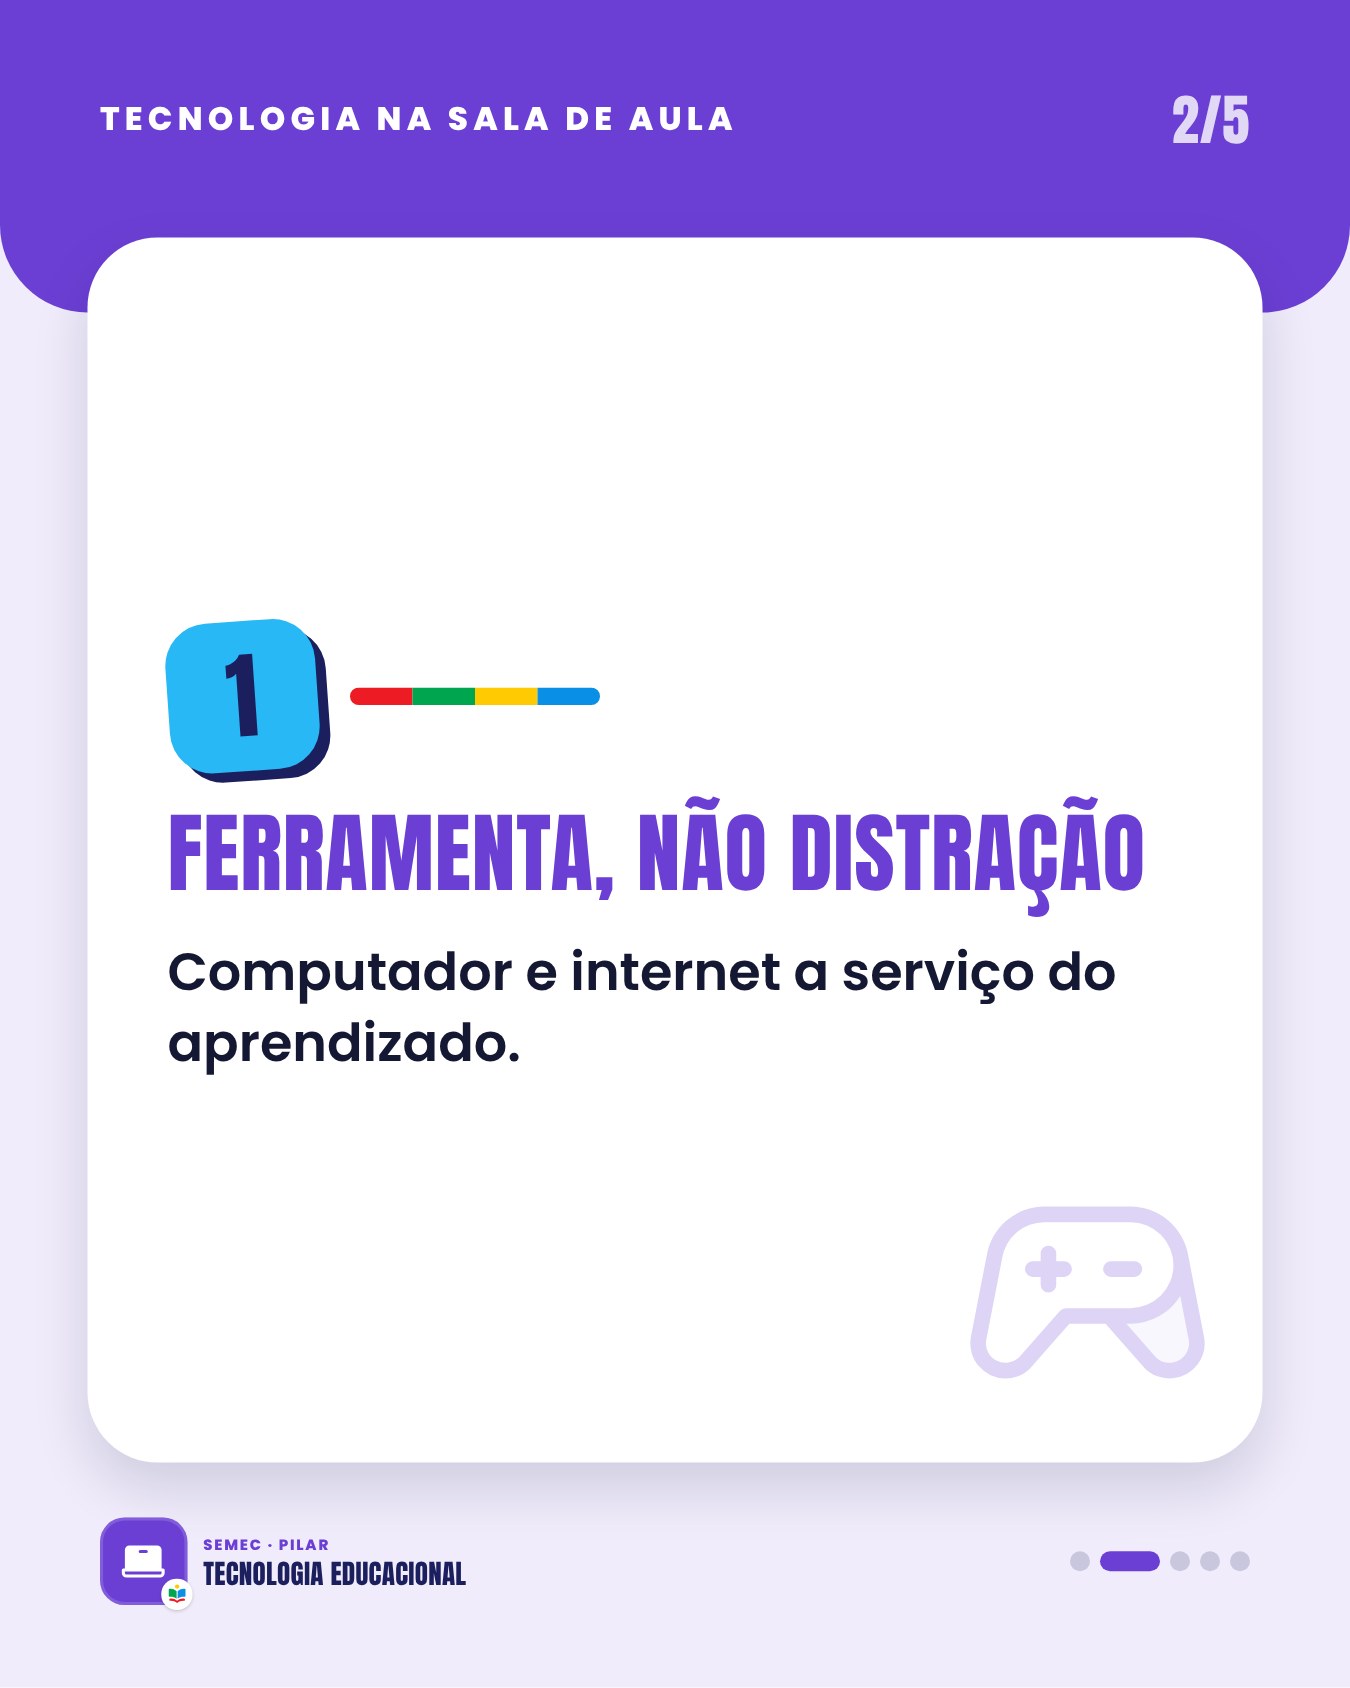 TECNOLOGIA NA SALA DE AULA
2/5
1
FERRAMENTA, NÃO DISTRAÇÃO
Computador e internet a serviço do
aprendizado.
SEMEC · PILAR
TECNOLOGIA EDUCACIONAL